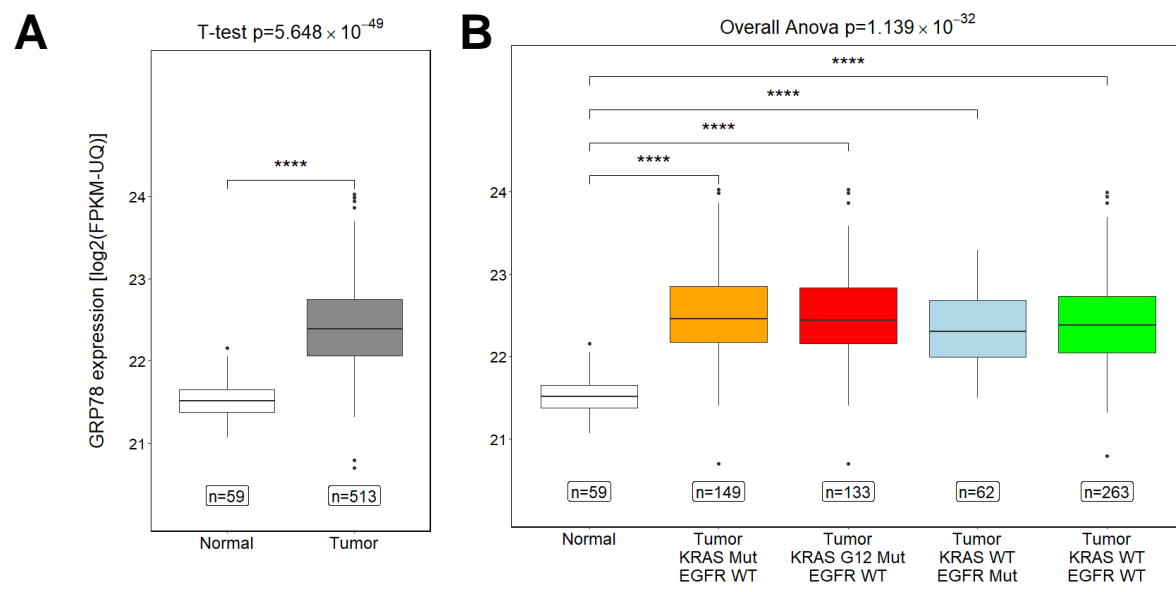 A
T-test p=5.648×10⁻⁴⁹
GRP78 expression [log2(FPKM-UQ)]
24
23
22
21
****
n=59
n=513
Normal
Tumor
B
Overall Anova p=1.139×10⁻³²
24
23
22
21
****
****
****
****
n=59
n=149
n=133
n=62
n=263
Normal
Tumor
KRAS Mut
EGFR WT
Tumor
KRAS G12 Mut
EGFR WT
Tumor
KRAS WT
EGFR Mut
Tumor
KRAS WT
EGFR WT